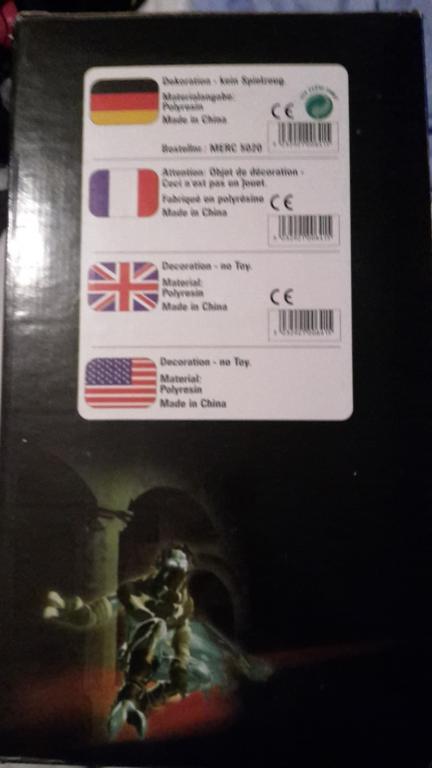 Dekoration - kein Spielzeug.
Materialangabe:
Polyresin
Made in China
CE
Bestellnr.: MERC 5020
Attention: Objet de décoration -
Ceci n'est pas un Jouet.
Fabriqué en polyrésine
Made in China
CE
Decoration - no Toy.
Material:
Polyresin
Made in China
CE
Decoration - no Toy.
Material:
Polyresin
Made in China